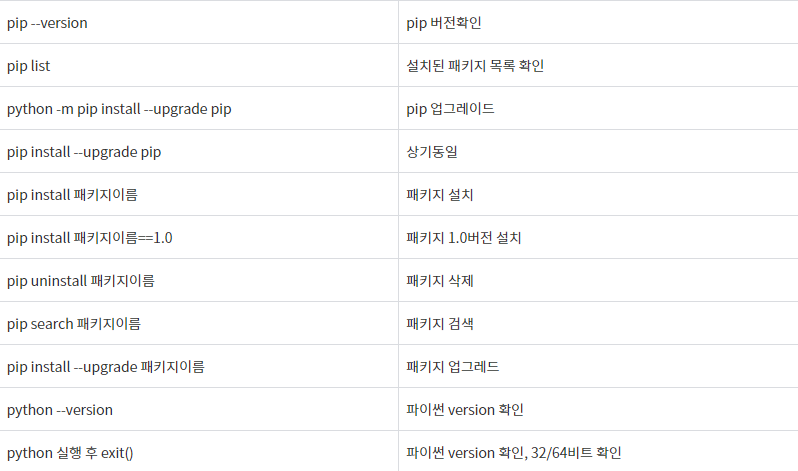 pip --version 	pip 버전확인
pip list 	설치된 패키지 목록 확인
python -m pip install --upgrade pip 	pip 업그레이드
pip install --upgrade pip 	상기동일
pip install 패키지이름 	패키지 설치
pip install 패키지이름==1.0 	패키지 1.0버전 설치
pip uninstall 패키지이름 	패키지 삭제
pip search 패키지이름 	패키지 검색
pip install --upgrade 패키지이름 	패키지 업그레드
python --version 	파이썬 version 확인
python 실행 후 exit() 	파이썬 version 확인, 32/64비트 확인